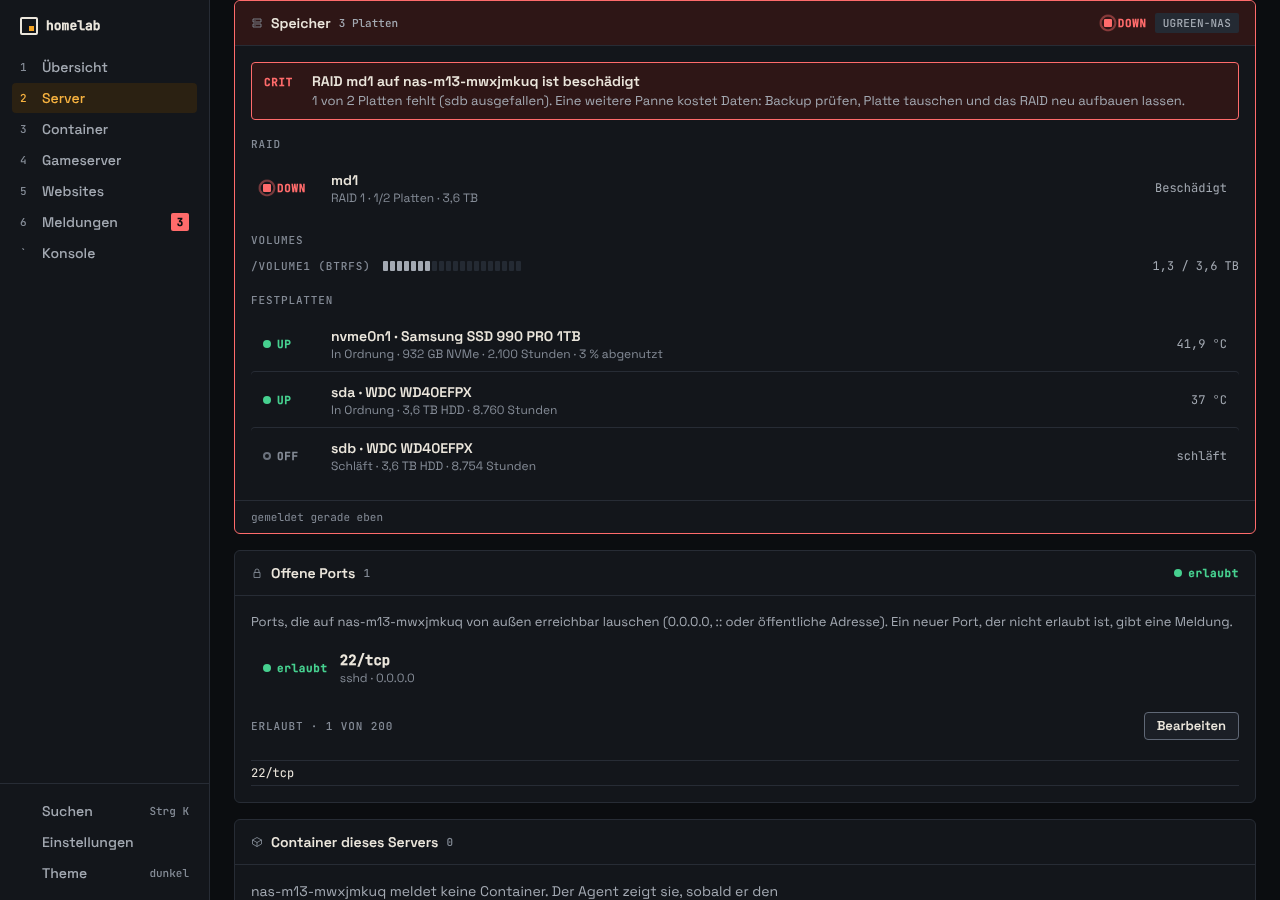 homelab
1 Übersicht
2 Server
3 Container
4 Gameserver
5 Websites
6 Meldungen 3
` Konsole
Suchen Strg K
Einstellungen
Theme dunkel
Speicher 3 Platten DOWN UGREEN-NAS
CRIT RAID md1 auf nas-m13-mwxjmkuq ist beschädigt
1 von 2 Platten fehlt (sdb ausgefallen). Eine weitere Panne kostet Daten: Backup prüfen, Platte tauschen und das RAID neu aufbauen lassen.
RAID
DOWN md1 Beschädigt
RAID 1 · 1/2 Platten · 3,6 TB
VOLUMES
/VOLUME1 (BTRFS) 1,3 / 3,6 TB
FESTPLATTEN
UP nvme0n1 · Samsung SSD 990 PRO 1TB 41,9 °C
In Ordnung · 932 GB NVMe · 2.100 Stunden · 3 % abgenutzt
UP sda · WDC WD40EFPX 37 °C
In Ordnung · 3,6 TB HDD · 8.760 Stunden
OFF sdb · WDC WD40EFPX schläft
Schläft · 3,6 TB HDD · 8.754 Stunden
gemeldet gerade eben
Offene Ports 1 erlaubt
Ports, die auf nas-m13-mwxjmkuq von außen erreichbar lauschen (0.0.0.0, :: oder öffentliche Adresse). Ein neuer Port, der nicht erlaubt ist, gibt eine Meldung.
erlaubt 22/tcp
sshd · 0.0.0.0
ERLAUBT · 1 VON 200 Bearbeiten
22/tcp
Container dieses Servers 0
nas-m13-mwxjmkuq meldet keine Container. Der Agent zeigt sie, sobald er den